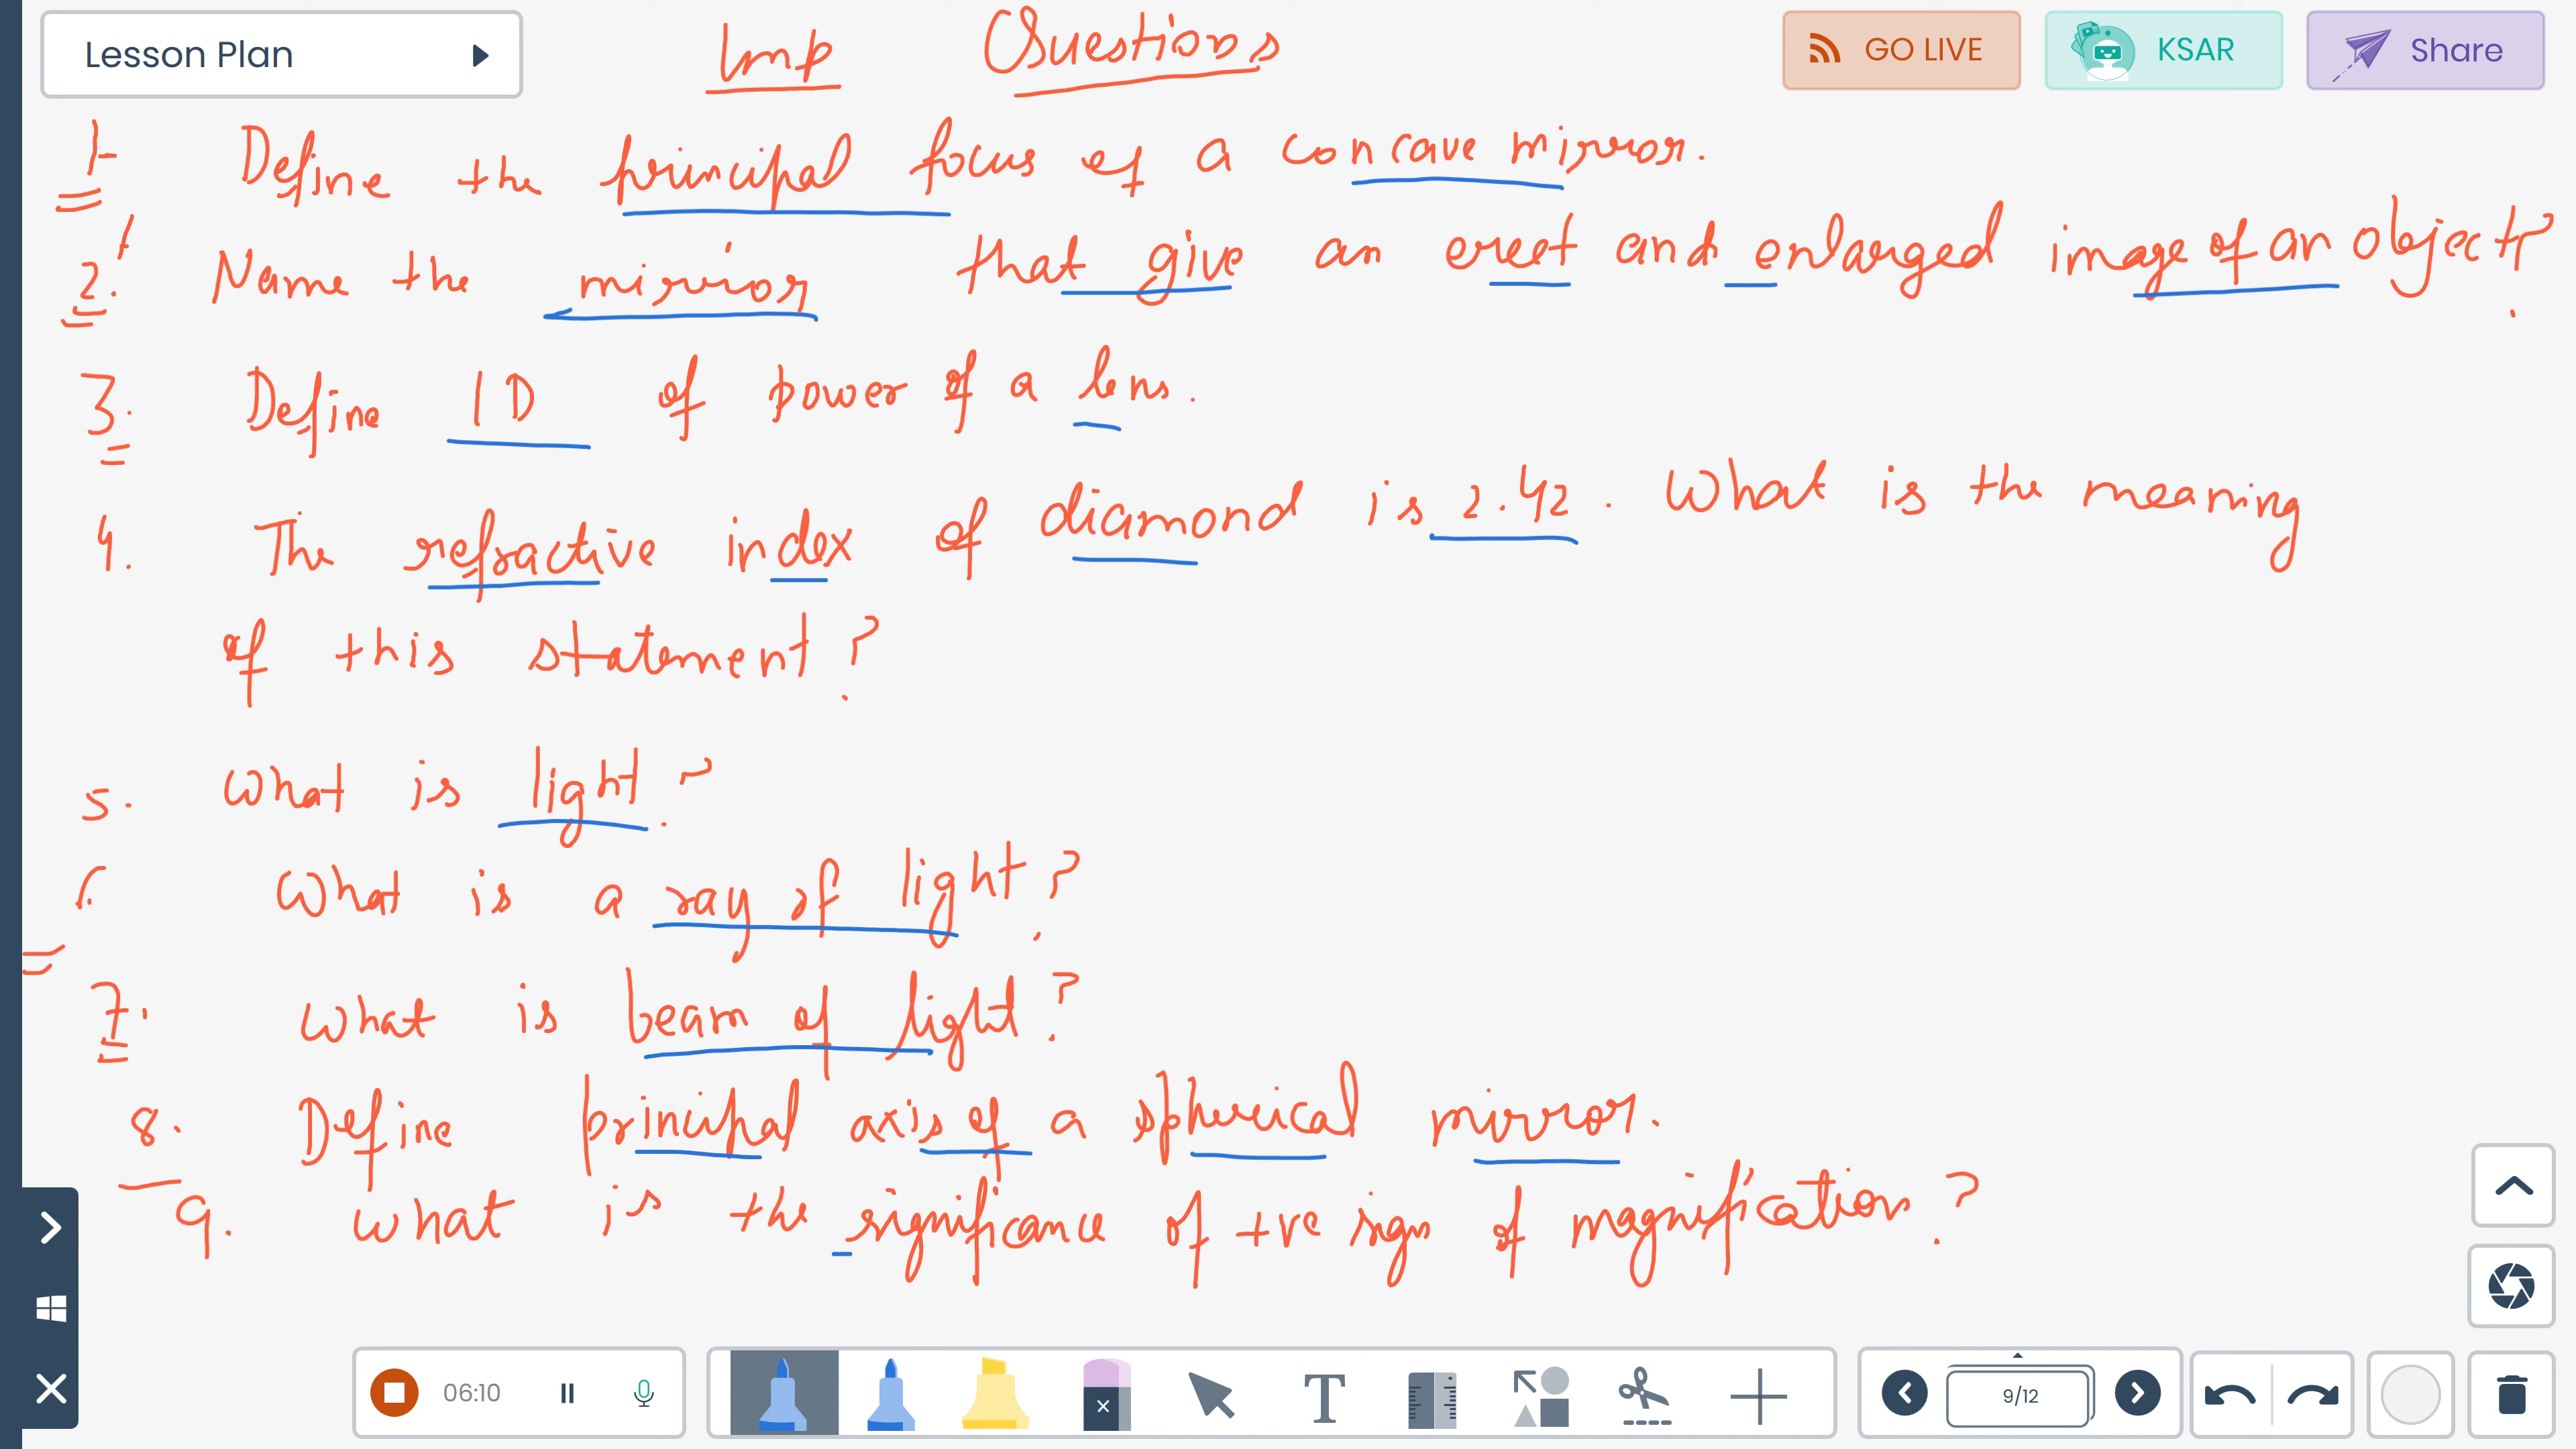 Lesson Plan
Imp Questions
GO LIVE
KSAR
Share
1- Define the principal focus of a concave mirror.
2. Name the mirror that give an erect and enlarged image of an object?
3. Define 1D of power of a lens.
4. The refractive index of diamond is 2.42. What is the meaning
of this statement?
5. What is light?
6. What is a ray of light?
7. What is beam of light?
8. Define principal axis of a spherical mirror.
9. What is the significance of +ve sign of magnification?
06:10
T
9/12